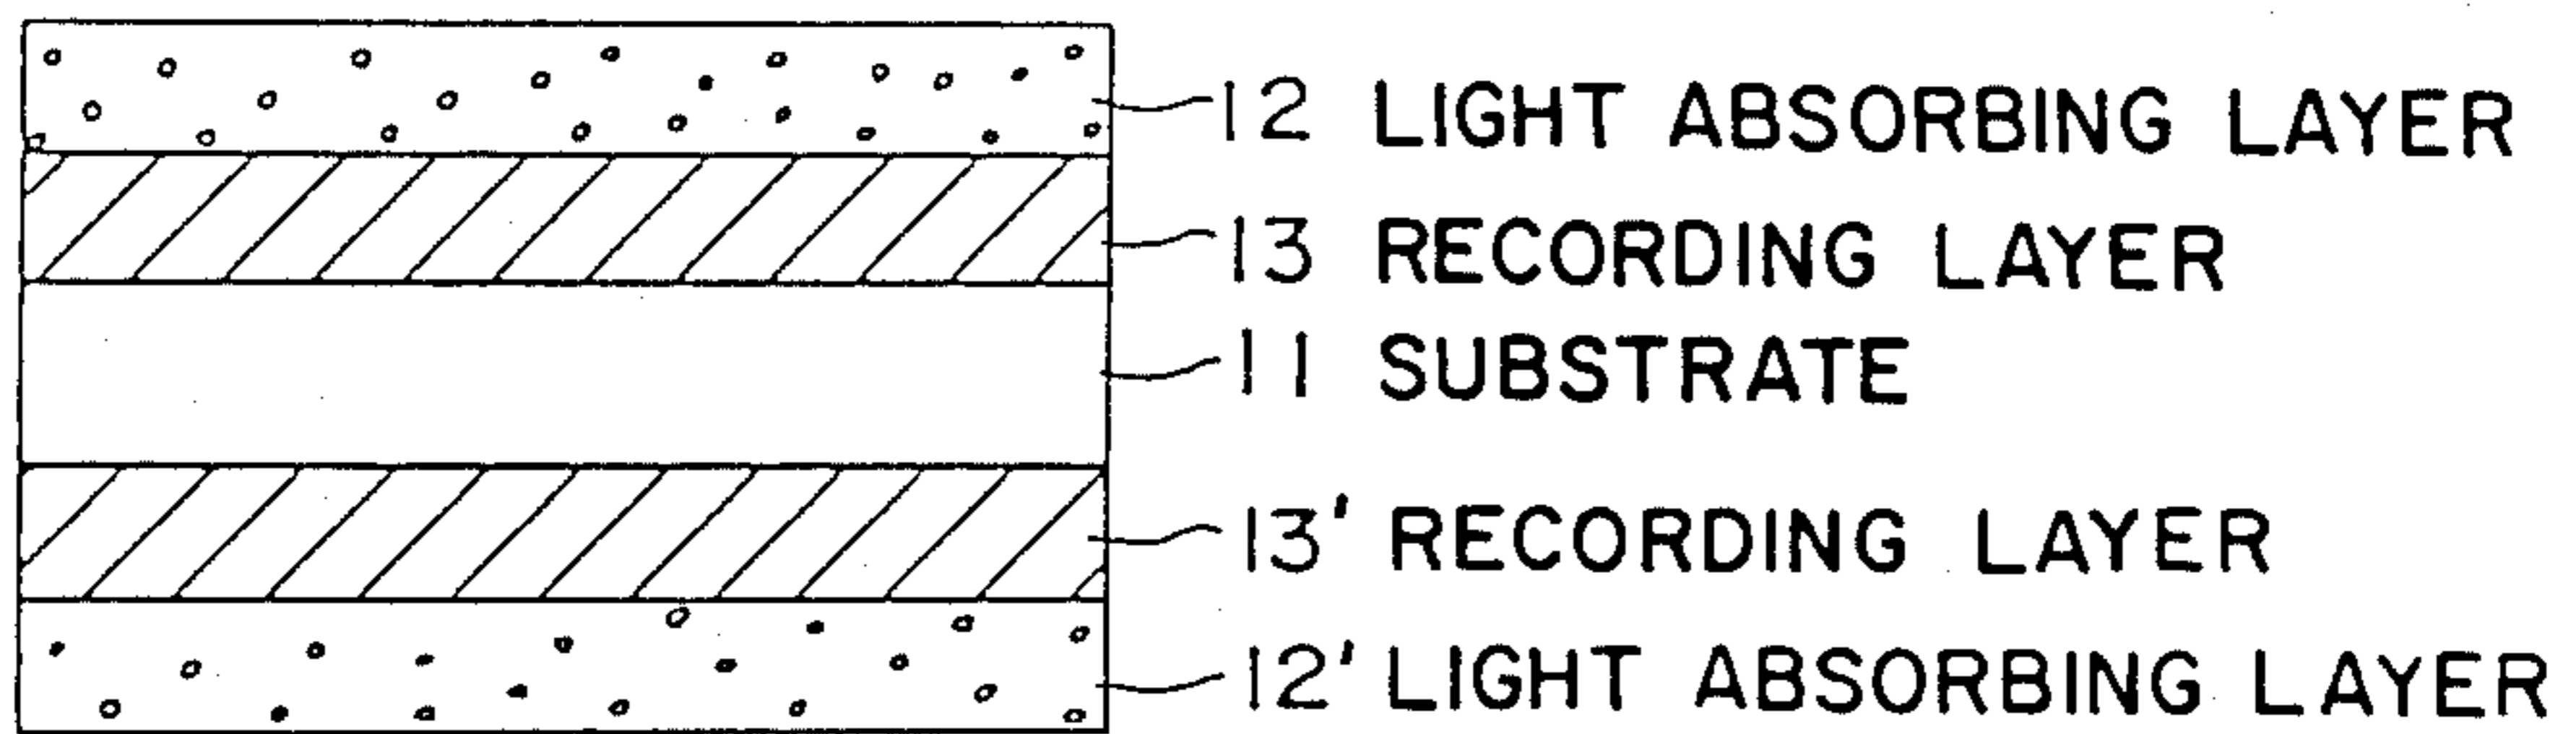 12 LIGHT ABSORBING LAYER
13 RECORDING LAYER
11 SUBSTRATE
13' RECORDING LAYER
12' LIGHT ABSORBING LAYER